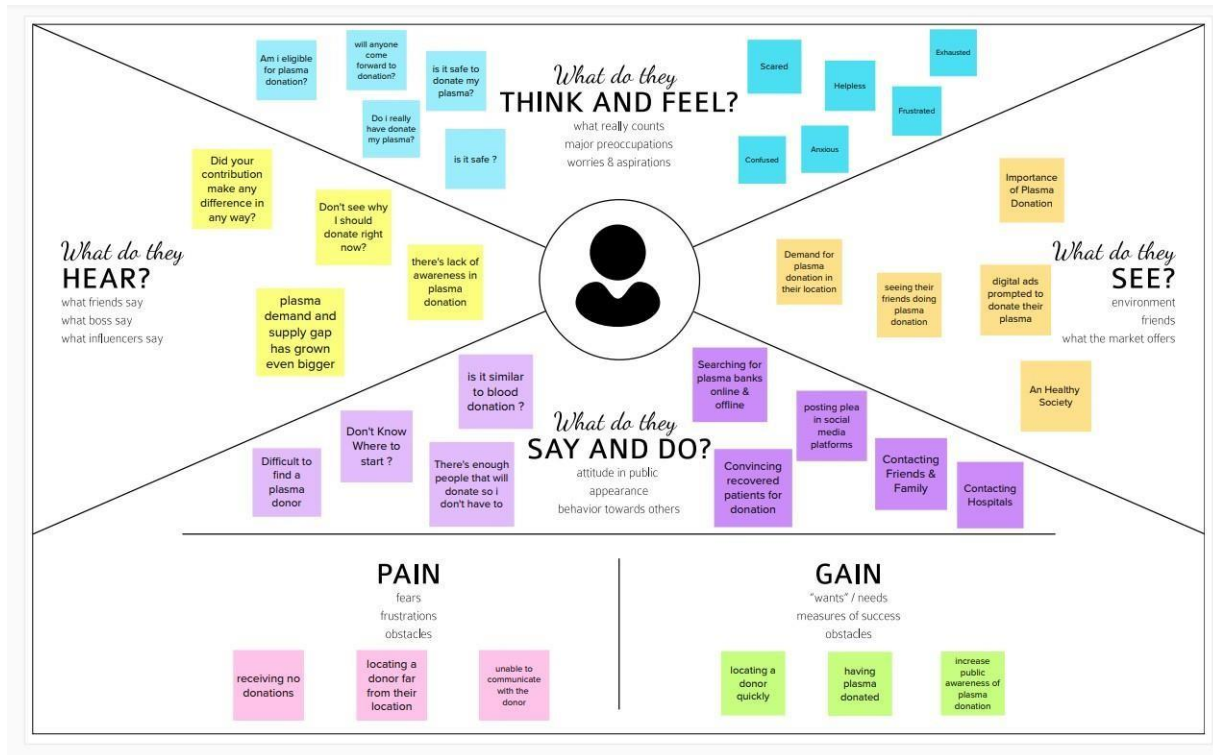 Am i eligible
for plasma
donation?
will anyone
come
forward to
donation?
is it safe to
donate my
plasma?
Do i really
have donate
my plasma?
is it safe ?
What do they
THINK AND FEEL?
what really counts
major preoccupations
worries & aspirations
Scared
Helpless
Exhausted
Frustrated
Anxious
Confused
Did your
contribution
make any
difference in
any way?
Don't see why
I should
donate right
now?
there's lack of
awareness in
plasma
donation
plasma
demand and
supply gap
has grown
even bigger
What do they
HEAR?
what friends say
what boss say
what influencers say
Importance
of Plasma
Donation
Demand for
plasma
donation in
their location
seeing their
friends doing
plasma
donation
digital ads
prompted to
donate their
plasma
An Healthy
Society
What do they
SEE?
environment
friends
what the market offers
is it similar
to blood
donation ?
Don't Know
Where to
start ?
Difficult to
find a
plasma
donor
There's enough
people that will
donate so i
don't have to
What do they
SAY AND DO?
attitude in public
appearance
behavior towards others
Searching for
plasma banks
online &
offline
posting plea
in social
media
platforms
Convincing
recovered
patients for
donation
Contacting
Friends &
Family
Contacting
Hospitals
PAIN
fears
frustrations
obstacles
receiving no
donations
locating a
donor far
from their
location
unable to
communicate
with the
donor
GAIN
"wants" / needs
measures of success
obstacles
locating a
donor
quickly
having
plasma
donated
increase
public
awareness of
plasma
donation